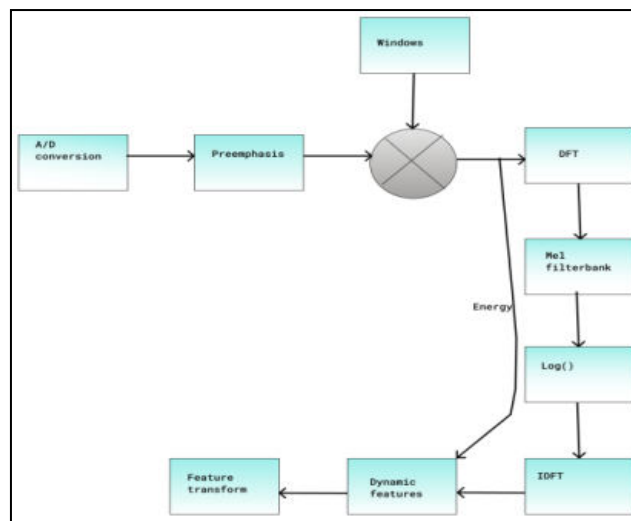 Windows
A/D
conversion
Preemphasis
DFT
Mel
filterbank
Energy
Log()
Feature
transform
Dynamic
features
IDFT